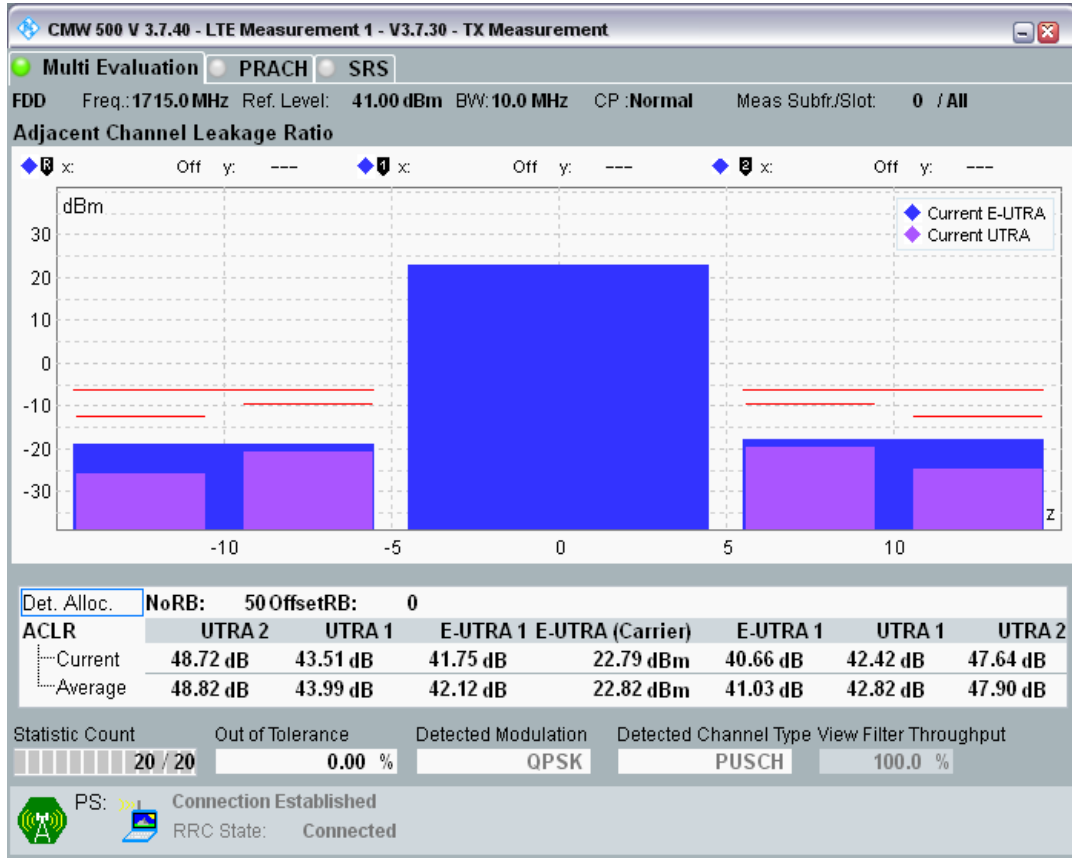 CMW 500 V 3.7.40 - LTE Measurement 1 - V3.7.30 - TX Measurement
Multi Evaluation PRACH SRS
FDD Freq.: 1715.0 MHz Ref. Level: 41.00 dBm BW: 10.0 MHz CP :Normal Meas Subfr./Slot: 0 / All
Adjacent Channel Leakage Ratio
R x: Off y: --- 1 x: Off y: --- 2 x: Off y: ---
dBm
Current E-UTRA
Current UTRA
30
20
10
0
-10
-20
-30
z
-10 -5 0 5 10
Det. Alloc. NoRB: 50 OffsetRB: 0
ACLR UTRA 2 UTRA 1 E-UTRA 1 E-UTRA (Carrier) E-UTRA 1 UTRA 1 UTRA 2
Current 48.72 dB 43.51 dB 41.75 dB 22.79 dBm 40.66 dB 42.42 dB 47.64 dB
Average 48.82 dB 43.99 dB 42.12 dB 22.82 dBm 41.03 dB 42.82 dB 47.90 dB
Statistic Count Out of Tolerance Detected Modulation Detected Channel Type View Filter Throughput
20 / 20 0.00 % QPSK PUSCH 100.0 %
PS: Connection Established
RRC State: Connected